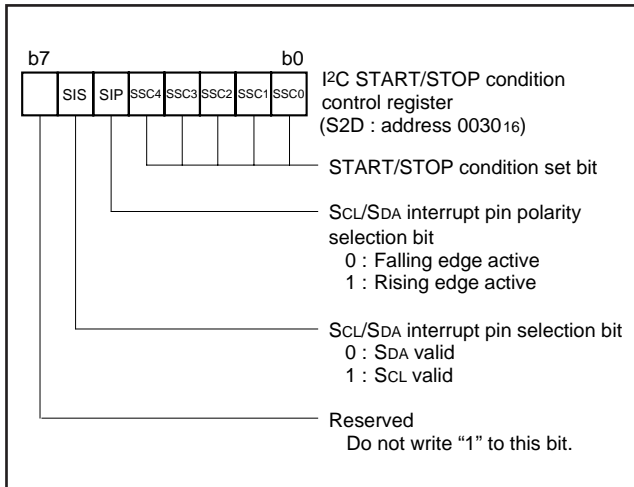 b7 b0
SIS SIP SSC4 SSC3 SSC2 SSC1 SSC0
I2C START/STOP condition
control register
(S2D : address 003016)
START/STOP condition set bit
SCL/SDA interrupt pin polarity
selection bit
0 : Falling edge active
1 : Rising edge active
SCL/SDA interrupt pin selection bit
0 : SDA valid
1 : SCL valid
Reserved
Do not write “1” to this bit.